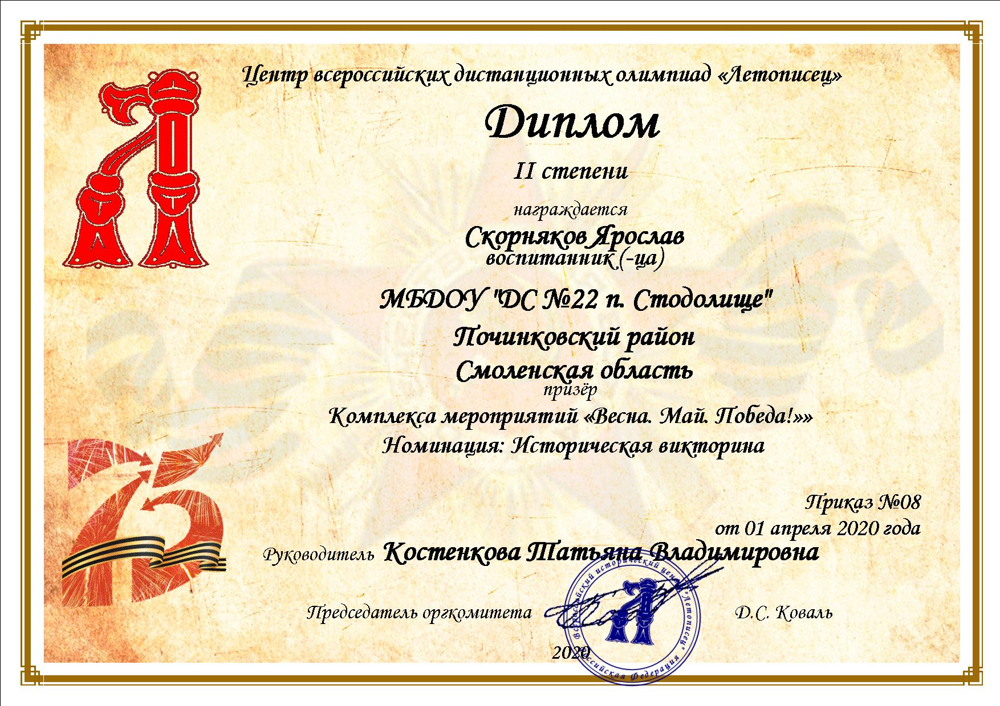 Центр всероссийских дистанционных олимпиад «Летописец»
Диплом
II степени
награждается
Скорняков Ярослав
воспитанник (-ца)
МБДОУ "ДС №22 п. Стодолище"
Починковский район
Смоленская область
призёр
Комплекса мероприятий «Весна. Май. Победа!»»
Номинация: Историческая викторина
75
Приказ №08
от 01 апреля 2020 года
Руководитель Костенкова Татьяна Владимировна
Председатель оргкомитета
Д.С. Коваль
Всероссийский исторический центр "Летописец"
Российская Федерация
2020